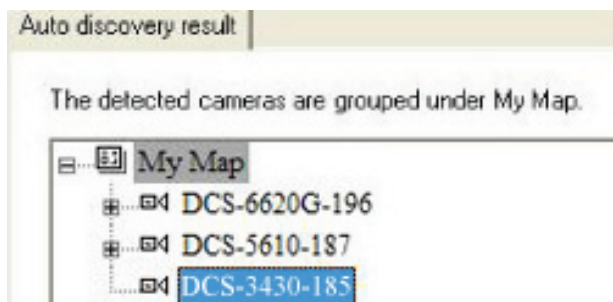 Auto discovery result
The detected cameras are grouped under My Map.
My Map
DCS-6620G-196
DCS-5610-187
DCS-3430-185